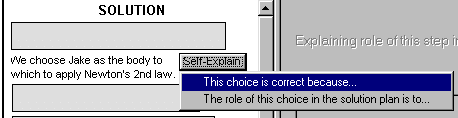 SOLUTION
Explaining role of this step in
We choose Jake as the body to
which to apply Newton's 2nd law.
Self-Explain
This choice is correct because...
The role of this choice in the solution plan is to...